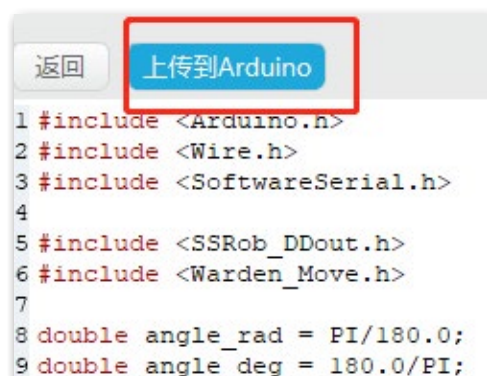 返回 上传到Arduino
1 #include <Arduino.h>
2 #include <Wire.h>
3 #include <SoftwareSerial.h>
4
5 #include <SSRob_DDout.h>
6 #include <Warden_Move.h>
7
8 double angle_rad = PI/180.0;
9 double angle_deg = 180.0/PI;